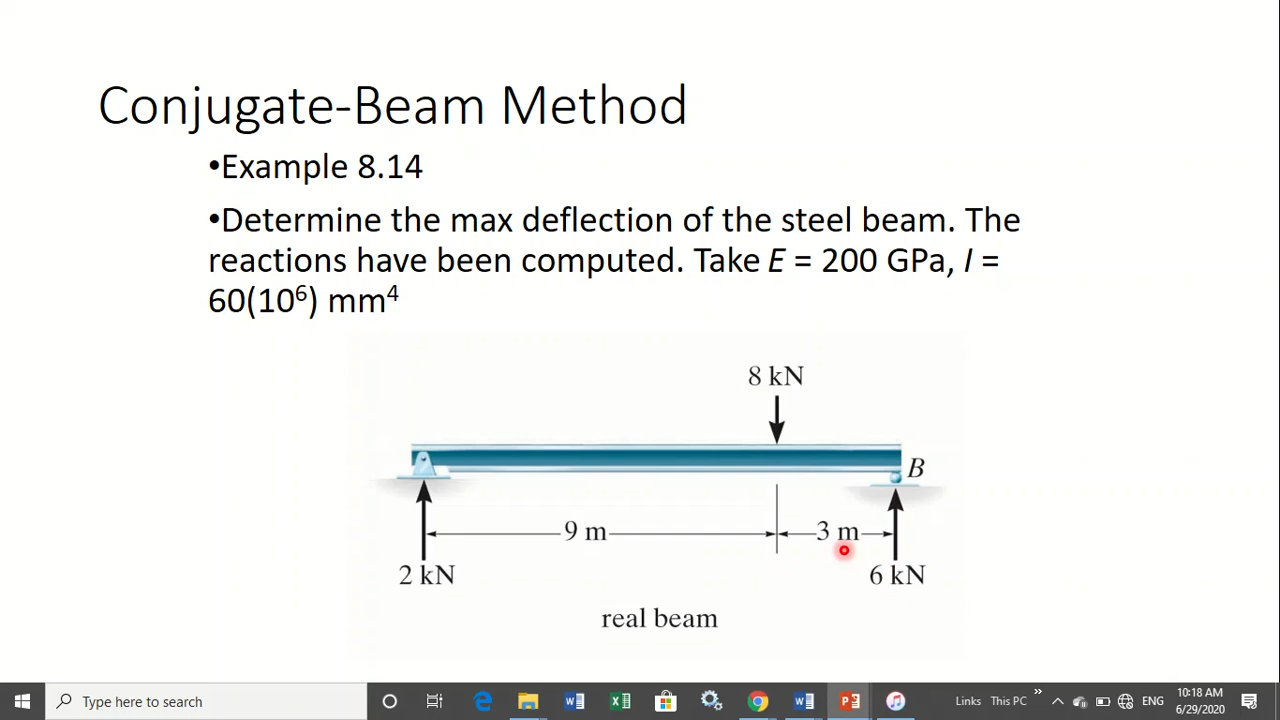 Conjugate-Beam Method
•Example 8.14
•Determine the max deflection of the steel beam. The
reactions have been computed. Take E = 200 GPa, I =
60(10⁶) mm⁴
8 kN
B
9 m
3 m
2 kN
6 kN
real beam
Type here to search
Links
This PC
»
ENG
10:18 AM
6/29/2020